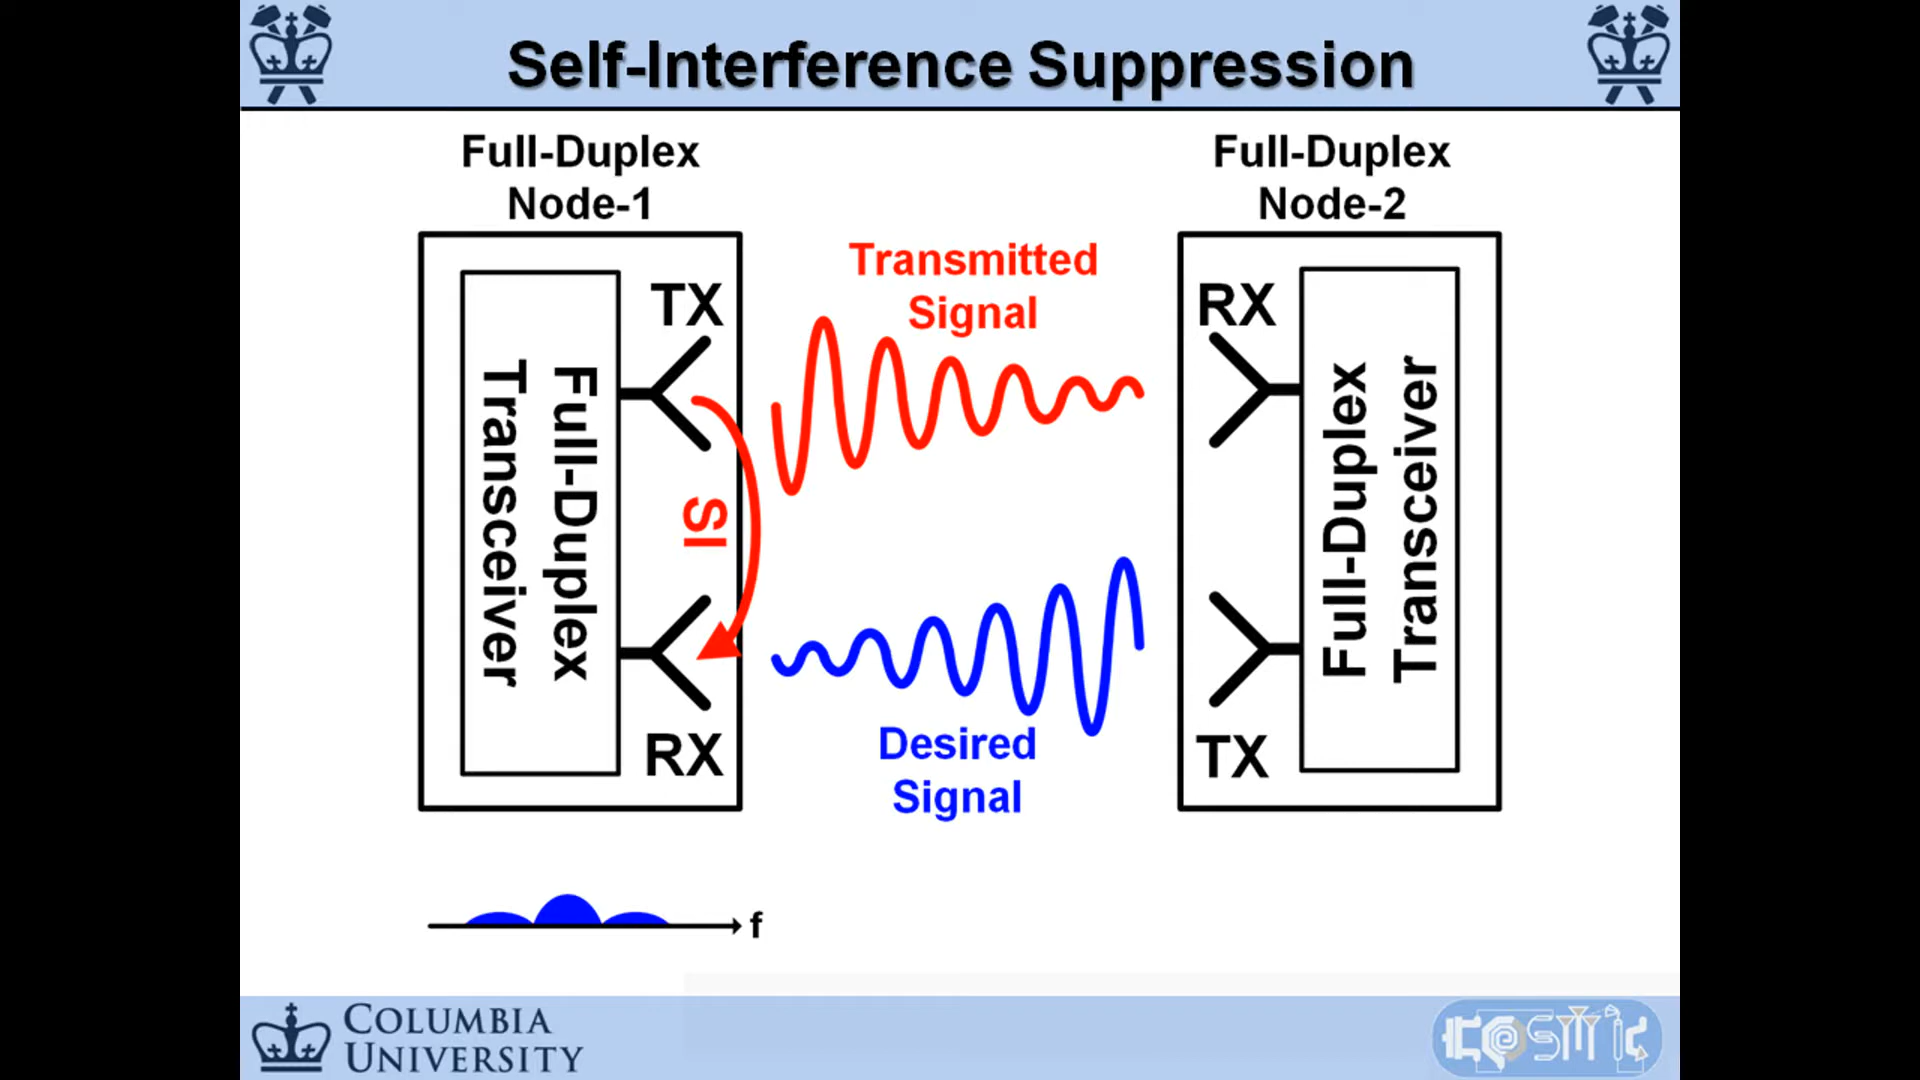 Self-Interference Suppression
Full-Duplex
Node-1
Full-Duplex
Node-2
Transmitted
Signal
TX
RX
Full-Duplex
Transceiver
SI
RX
TX
Full-Duplex
Transceiver
Desired
Signal
f
COLUMBIA
UNIVERSITY
COSMIC